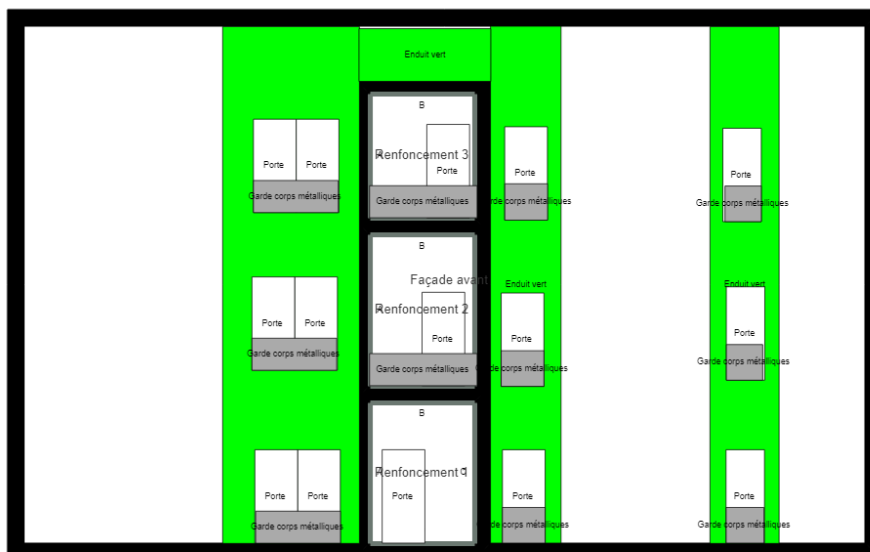 Enduit vert
B
Renfoncement 3
Porte
Porte
Porte
Porte
Porte
Garde corps métalliques
Garde corps métalliques
Garde corps métalliques
Garde corps métalliques
B
Façade avant
Enduit vert
Enduit vert
Renfoncement 2
Porte
Porte
Porte
Porte
Porte
Garde corps métalliques
Garde corps métalliques
Garde corps métalliques
Garde corps métalliques
B
Renfoncement 1
Porte
Porte
Porte
Porte
Porte
Garde corps métalliques
Garde corps métalliques
Garde corps métalliques